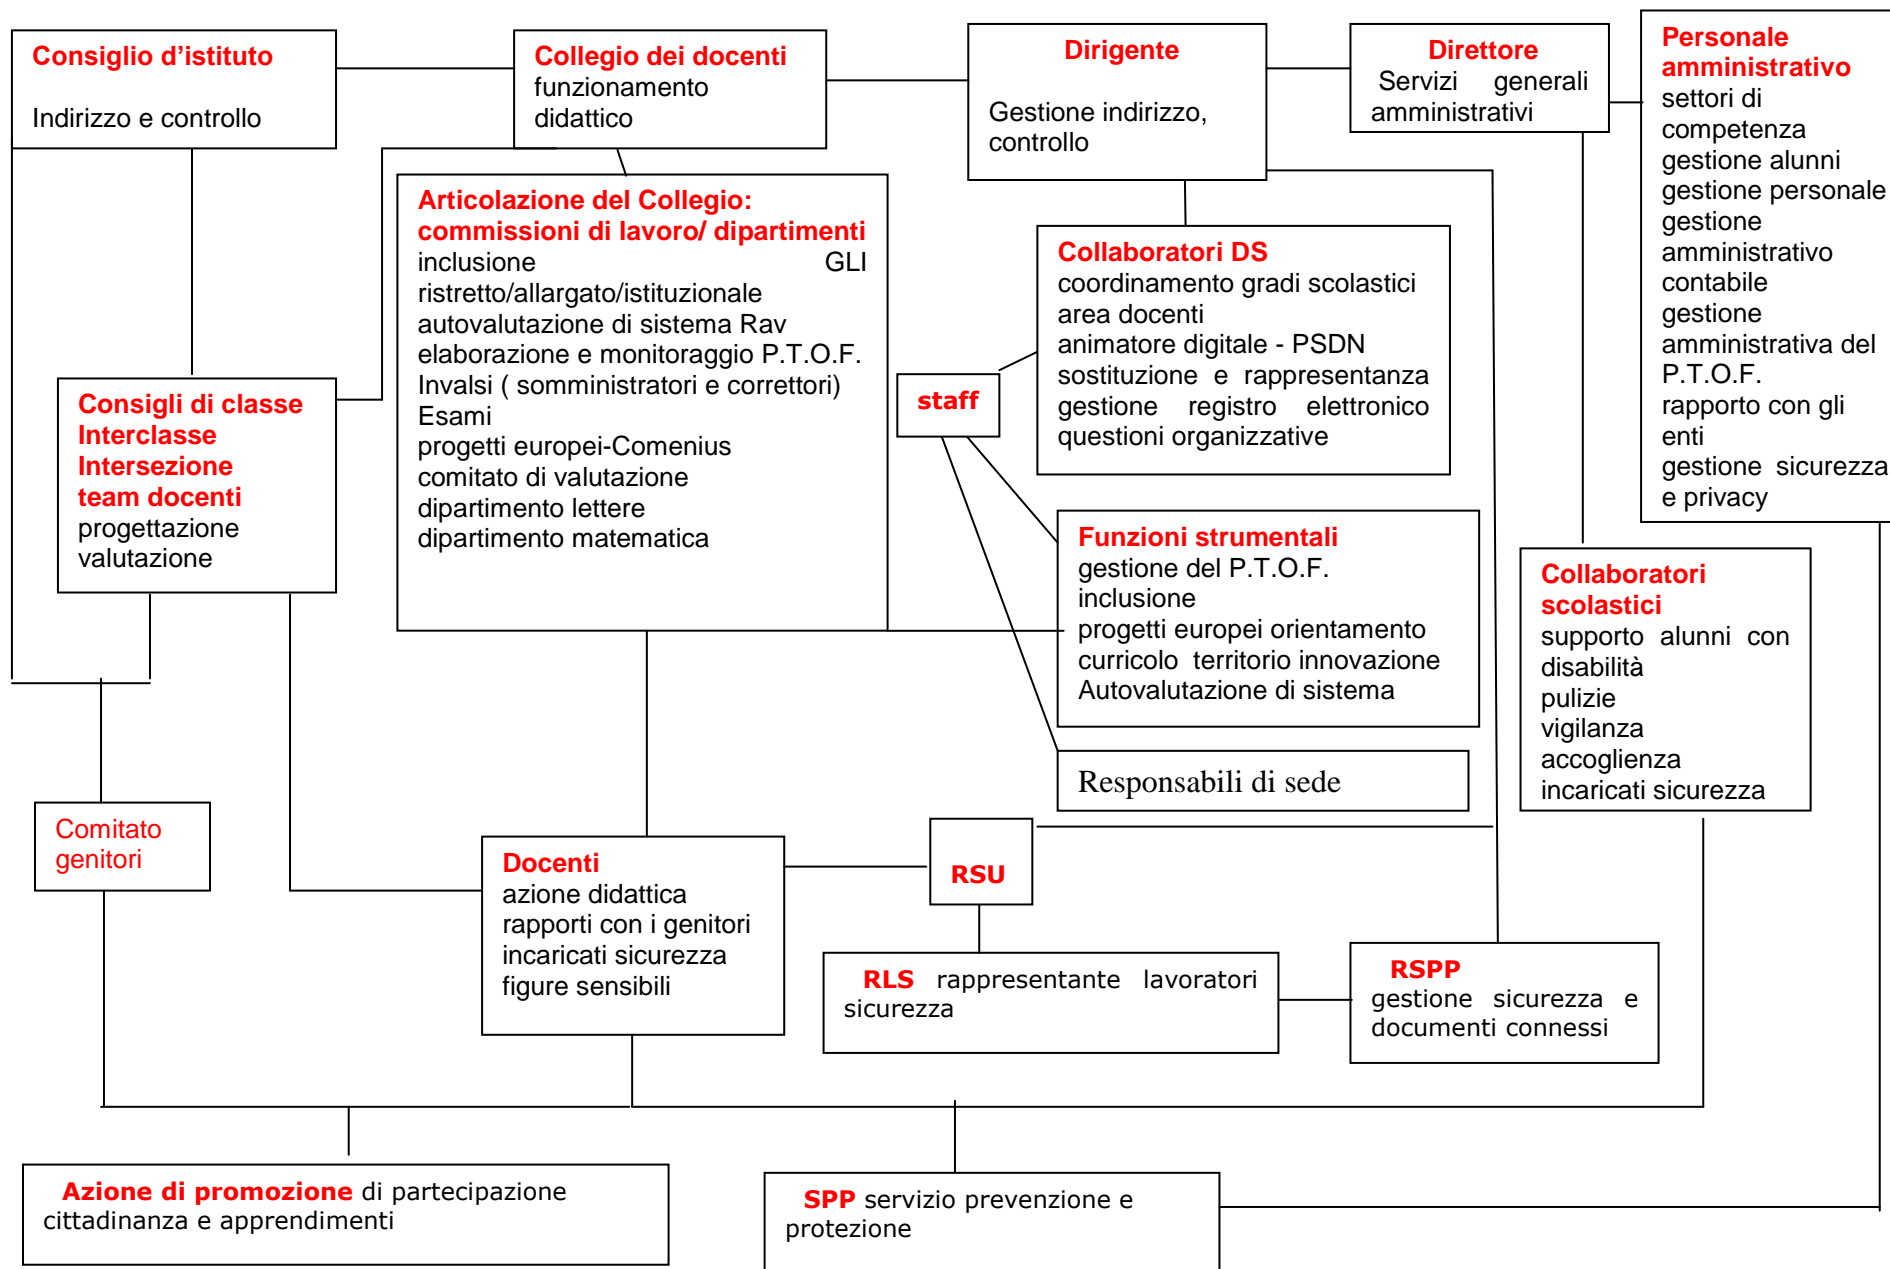 Consiglio d'istituto
Indirizzo e controllo
Collegio dei docenti
funzionamento
didattico
Dirigente
Gestione indirizzo,
controllo
Direttore
Servizi generali
amministrativi
Personale
amministrativo
settori di
competenza
gestione alunni
gestione personale
gestione
amministrativo
contabile
gestione
amministrativa del
P.T.O.F.
rapporto con gli
enti
gestione sicurezza
e privacy
Articolazione del Collegio:
commissioni di lavoro/ dipartimenti
inclusione GLI
ristretto/allargato/istituzionale
autovalutazione di sistema Rav
elaborazione e monitoraggio P.T.O.F.
Invalsi ( somministratori e correttori)
Esami
progetti europei-Comenius
comitato di valutazione
dipartimento lettere
dipartimento matematica
Collaboratori DS
coordinamento gradi scolastici
area docenti
animatore digitale - PSDN
sostituzione e rappresentanza
gestione registro elettronico
questioni organizzative
staff
Consigli di classe
Interclasse
Intersezione
team docenti
progettazione
valutazione
Funzioni strumentali
gestione del P.T.O.F.
inclusione
progetti europei orientamento
curricolo territorio innovazione
Autovalutazione di sistema
Collaboratori
scolastici
supporto alunni con
disabilità
pulizie
vigilanza
accoglienza
incaricati sicurezza
Responsabili di sede
Comitato
genitori
Docenti
azione didattica
rapporti con i genitori
incaricati sicurezza
figure sensibili
RSU
RLS rappresentante lavoratori
sicurezza
RSPP
gestione sicurezza e
documenti connessi
Azione di promozione di partecipazione
cittadinanza e apprendimenti
SPP servizio prevenzione e
protezione